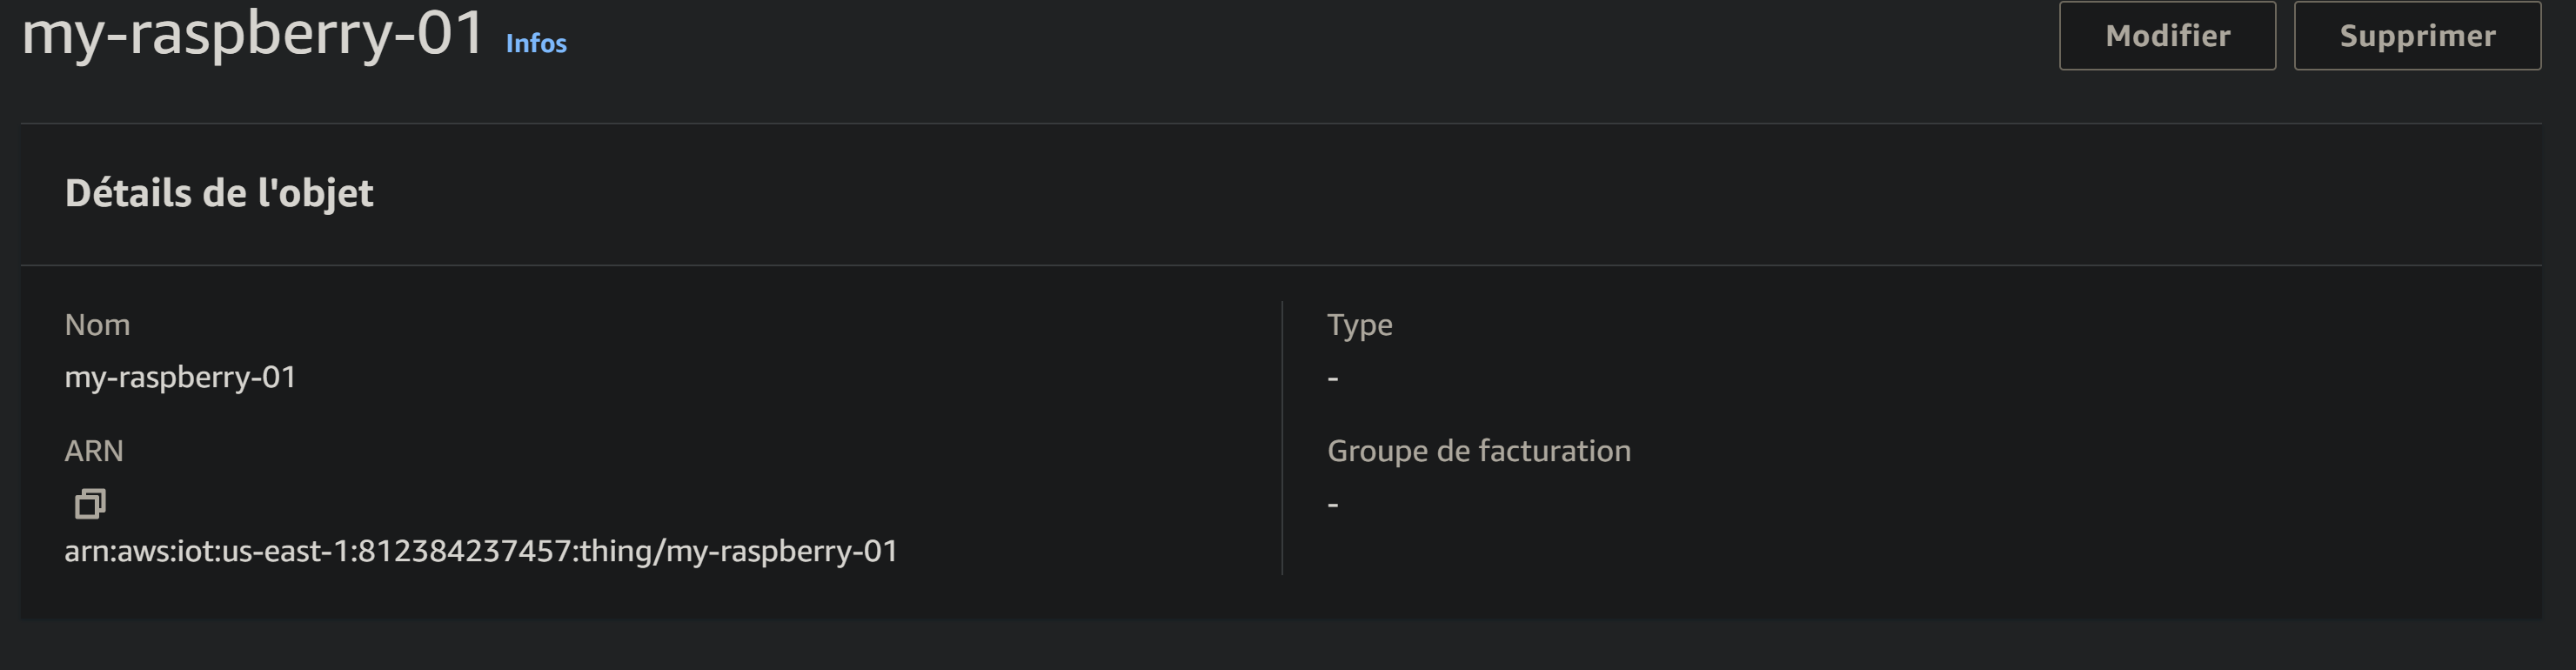 my-raspberry-01 Infos
Modifier
Supprimer
Détails de l'objet
Nom
my-raspberry-01
ARN
arn:aws:iot:us-east-1:812384237457:thing/my-raspberry-01
Type
-
Groupe de facturation
-